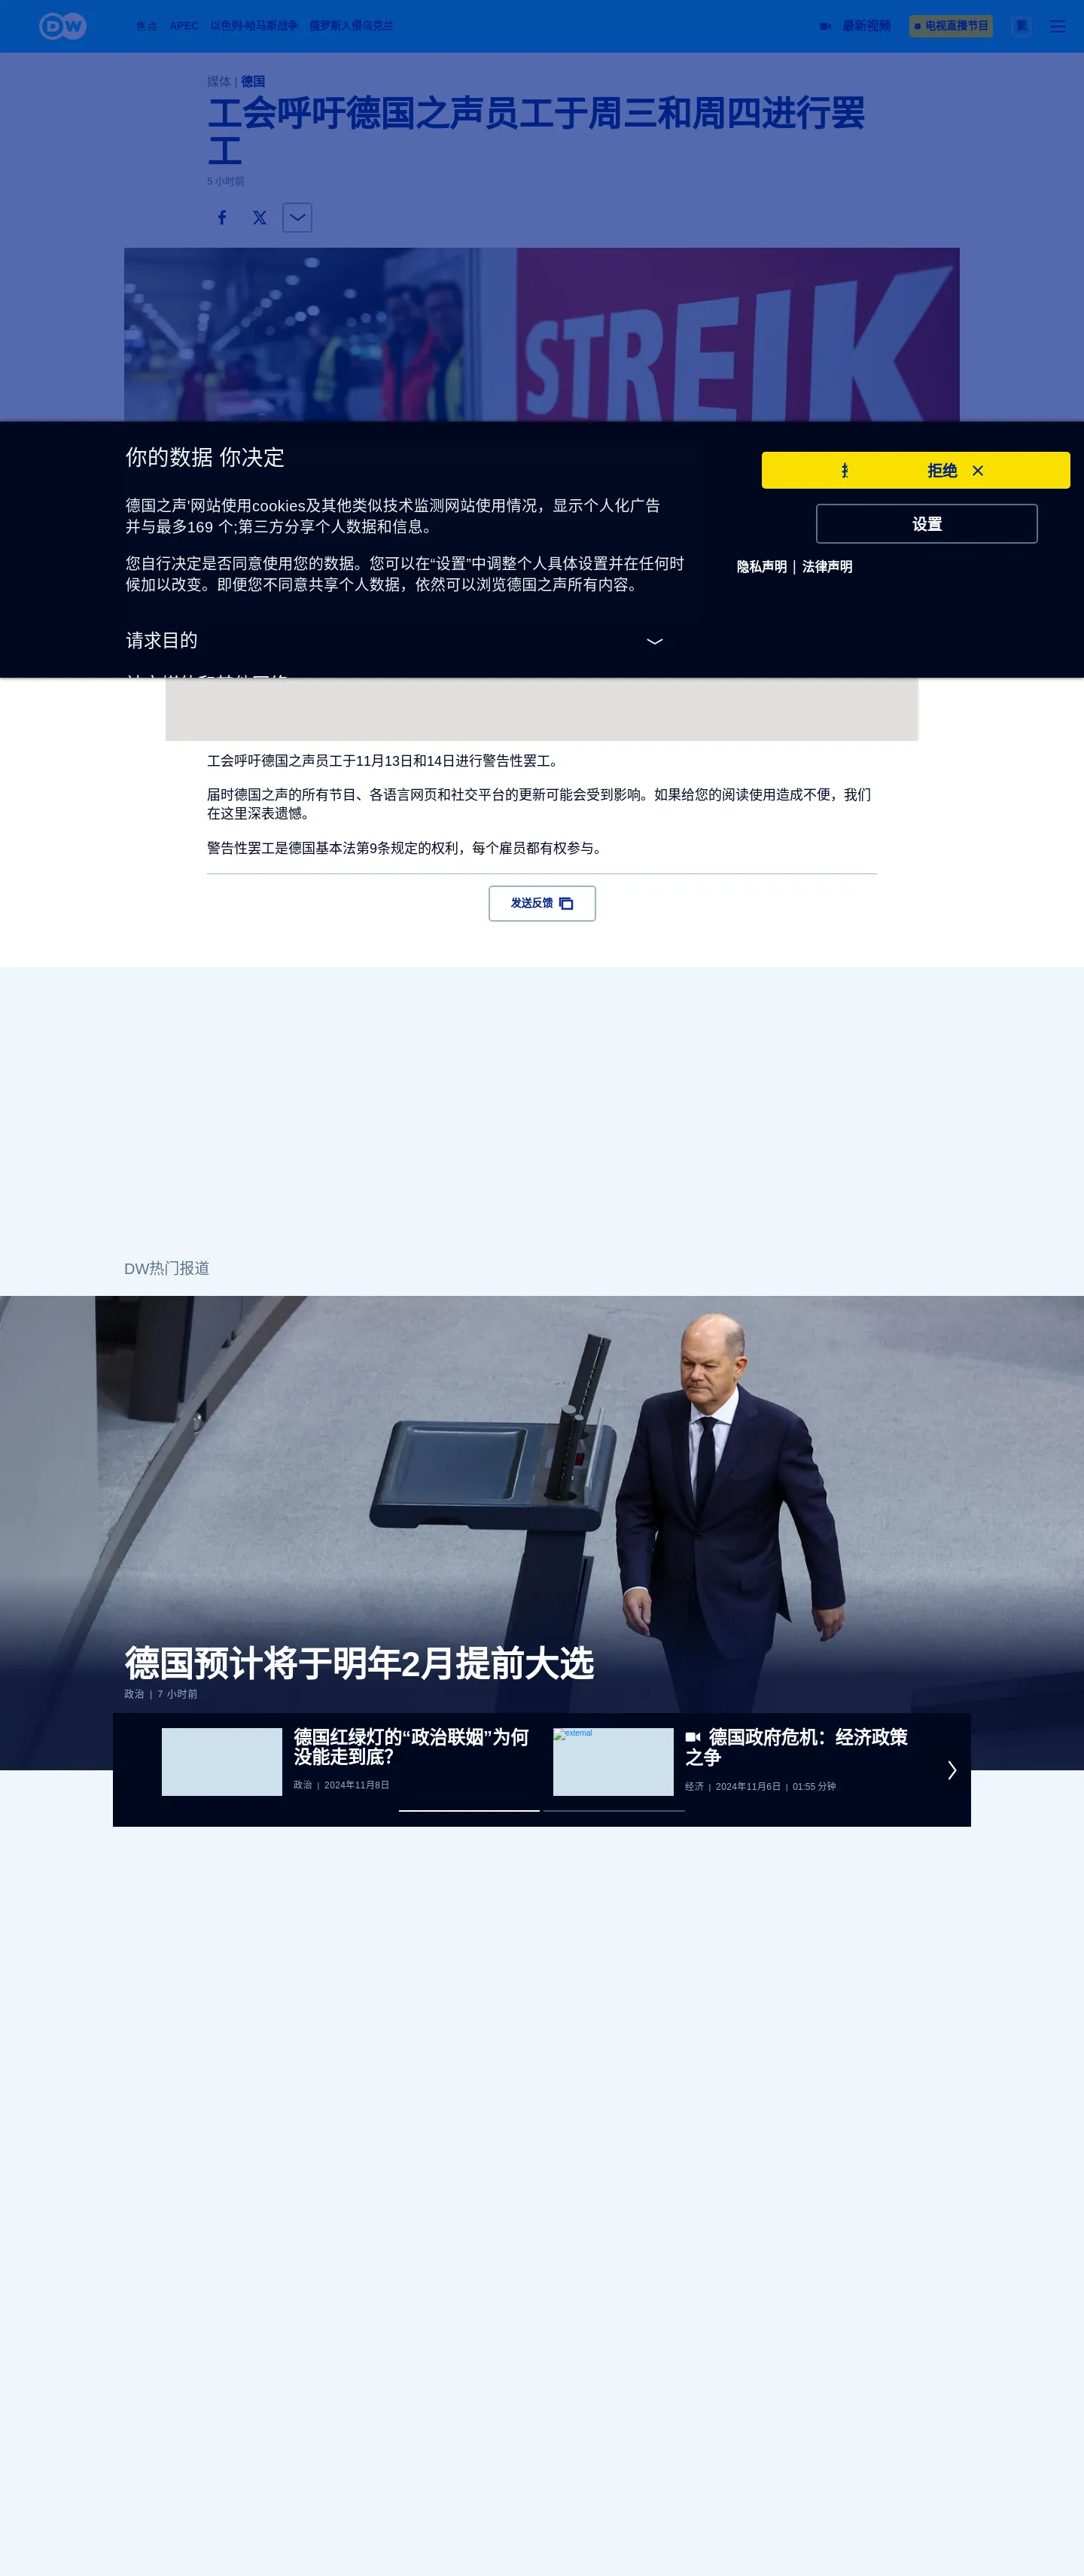 DW
焦点 APEC 以色列-哈马斯战争 俄罗斯入侵乌克兰 最新视频 电视直播节目 繁
媒体 | 德国
工会呼吁德国之声员工于周三和周四进行罢
工
5 小时前
STREIK
你的数据 你决定
拒绝
德国之声'网站使用cookies及其他类似技术监测网站使用情况，显示个人化广告
并与最多169 个;第三方分享个人数据和信息。
设置
您自行决定是否同意使用您的数据。您可以在“设置”中调整个人具体设置并在任何时
候加以改变。即便您不同意共享个人数据，依然可以浏览德国之声所有内容。
隐私声明 | 法律声明
请求目的
工会呼吁德国之声员工于11月13日和14日进行警告性罢工。
届时德国之声的所有节目、各语言网页和社交平台的更新可能会受到影响。如果给您的阅读使用造成不便，我们
在这里深表遗憾。
警告性罢工是德国基本法第9条规定的权利，每个雇员都有权参与。
发送反馈
DW热门报道
德国预计将于明年2月提前大选
政治 | 7 小时前
德国红绿灯的“政治联姻”为何
没能走到底？
政治 | 2024年11月8日
external
德国政府危机：经济政策
之争
经济 | 2024年11月6日 | 01:55 分钟